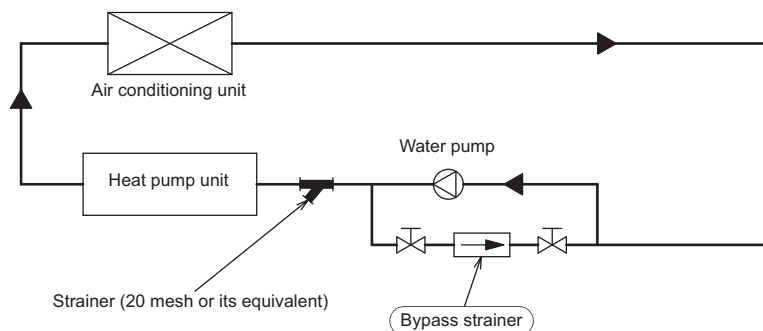 Air conditioning unit
Water pump
Heat pump unit
Strainer (20 mesh or its equivalent)
Bypass strainer